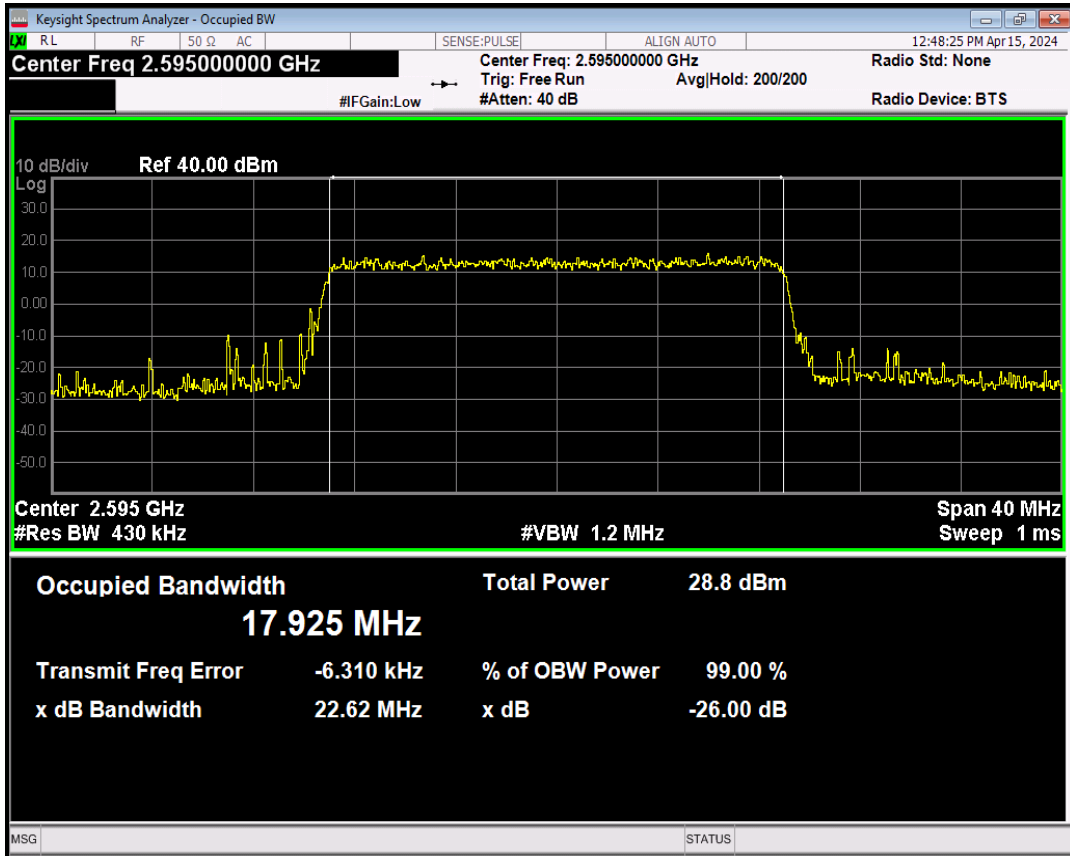 Keysight Spectrum Analyzer - Occupied BW
LXI RL RF 50 Ω AC SENSE:PULSE ALIGN AUTO 12:48:25 PM Apr 15, 2024
Center Freq 2.595000000 GHz Center Freq: 2.595000000 GHz Radio Std: None
Trig: Free Run Avg|Hold: 200/200
#IFGain:Low #Atten: 40 dB Radio Device: BTS
10 dB/div Ref 40.00 dBm
Log
30.0
20.0
10.0
0.00
-10.0
-20.0
-30.0
-40.0
-50.0
Center 2.595 GHz Span 40 MHz
#Res BW 430 kHz #VBW 1.2 MHz Sweep 1 ms
Occupied Bandwidth Total Power 28.8 dBm
17.925 MHz
Transmit Freq Error -6.310 kHz % of OBW Power 99.00 %
x dB Bandwidth 22.62 MHz x dB -26.00 dB
MSG STATUS